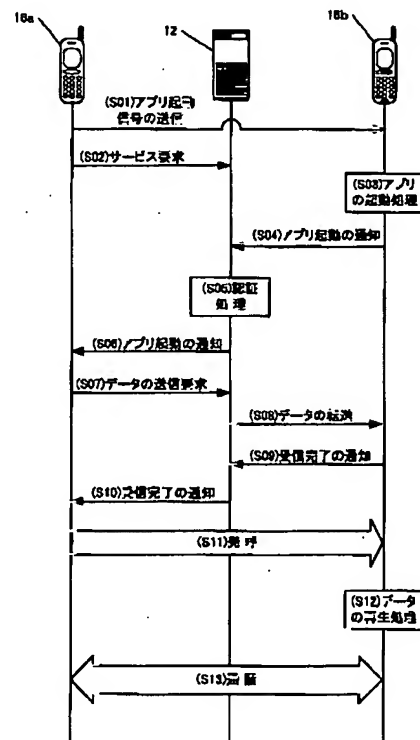 16a
12
16b
(S01)アプリ起動
信号の送信
(S02)サービス要求
(S03)アプリ
の起動処理
(S04)アプリ起動の通知
(S05)認証
処理
(S06)アプリ起動の通知
(S07)データの送信要求
(S08)データの転送
(S09)受信完了の通知
(S10)受信完了の通知
(S11)発呼
(S12)データ
の再生処理
(S13)通話